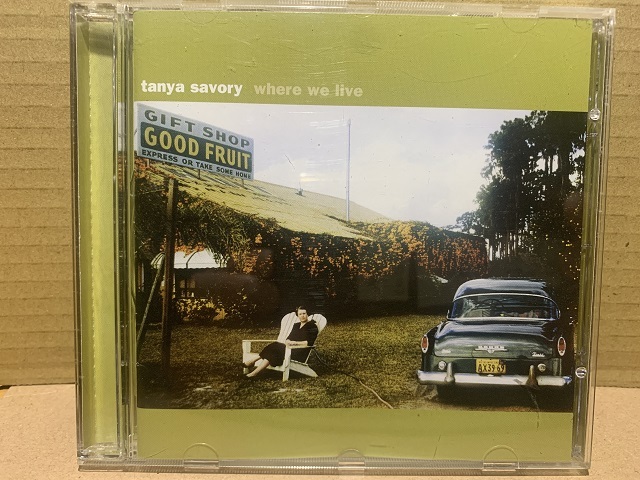 tanya savory where we live
GIFT SHOP
GOOD FRUIT
EXPRESS OR TAKE SOME HOME